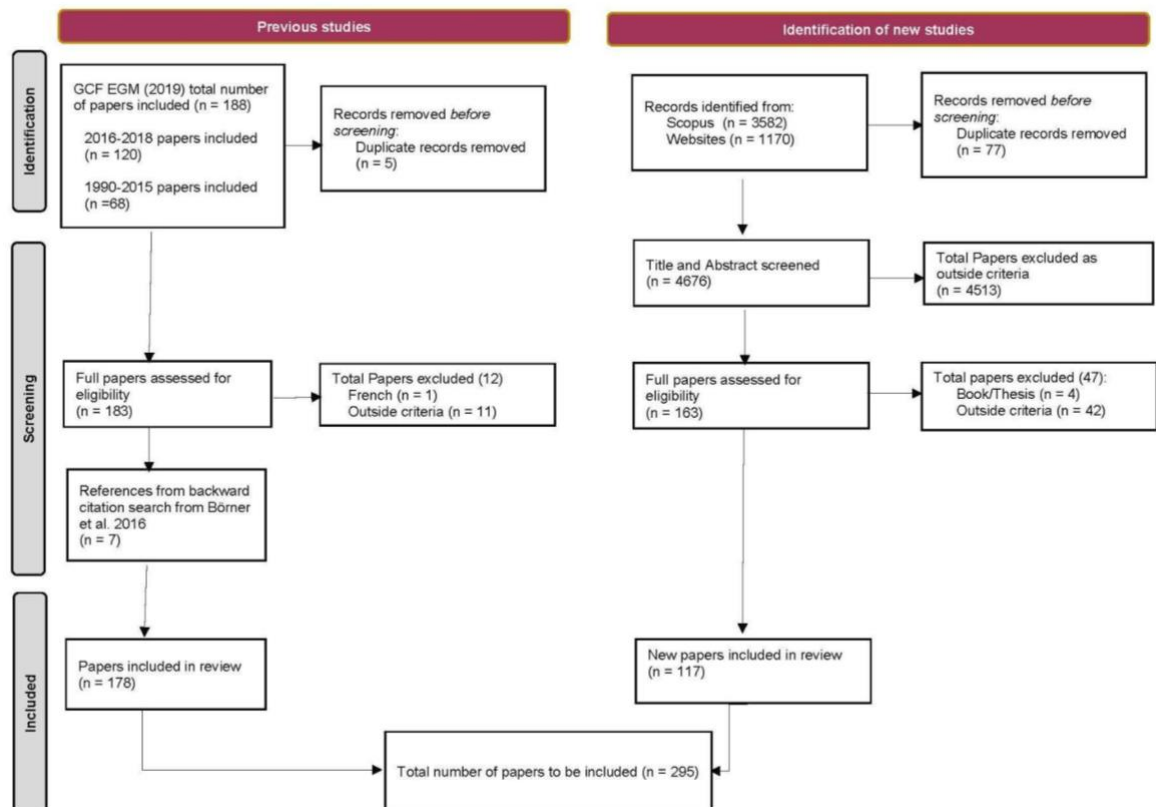 Previous studies
Identification of new studies
Identification
GCF EGM (2019) total number
of papers included (n = 188)
2016-2018 papers included
(n = 120)
1990-2015 papers included
(n =68)
Records removed before
screening:
Duplicate records removed
(n = 5)
Records identified from:
Scopus (n = 3582)
Websites (n = 1170)
Records removed before
screening:
Duplicate records removed
(n = 77)
Screening
Title and Abstract screened
(n = 4676)
Total Papers excluded as
outside criteria
(n = 4513)
Full papers assessed for
eligibility
(n = 183)
Total Papers excluded (12)
French (n = 1)
Outside criteria (n = 11)
Full papers assessed for
eligibility
(n = 163)
Total papers excluded (47):
Book/Thesis (n = 4)
Outside criteria (n = 42)
References from backward
citation search from Börner
et al. 2016
(n = 7)
Included
Papers included in review
(n = 178)
New papers included in review
(n = 117)
Total number of papers to be included (n = 295)